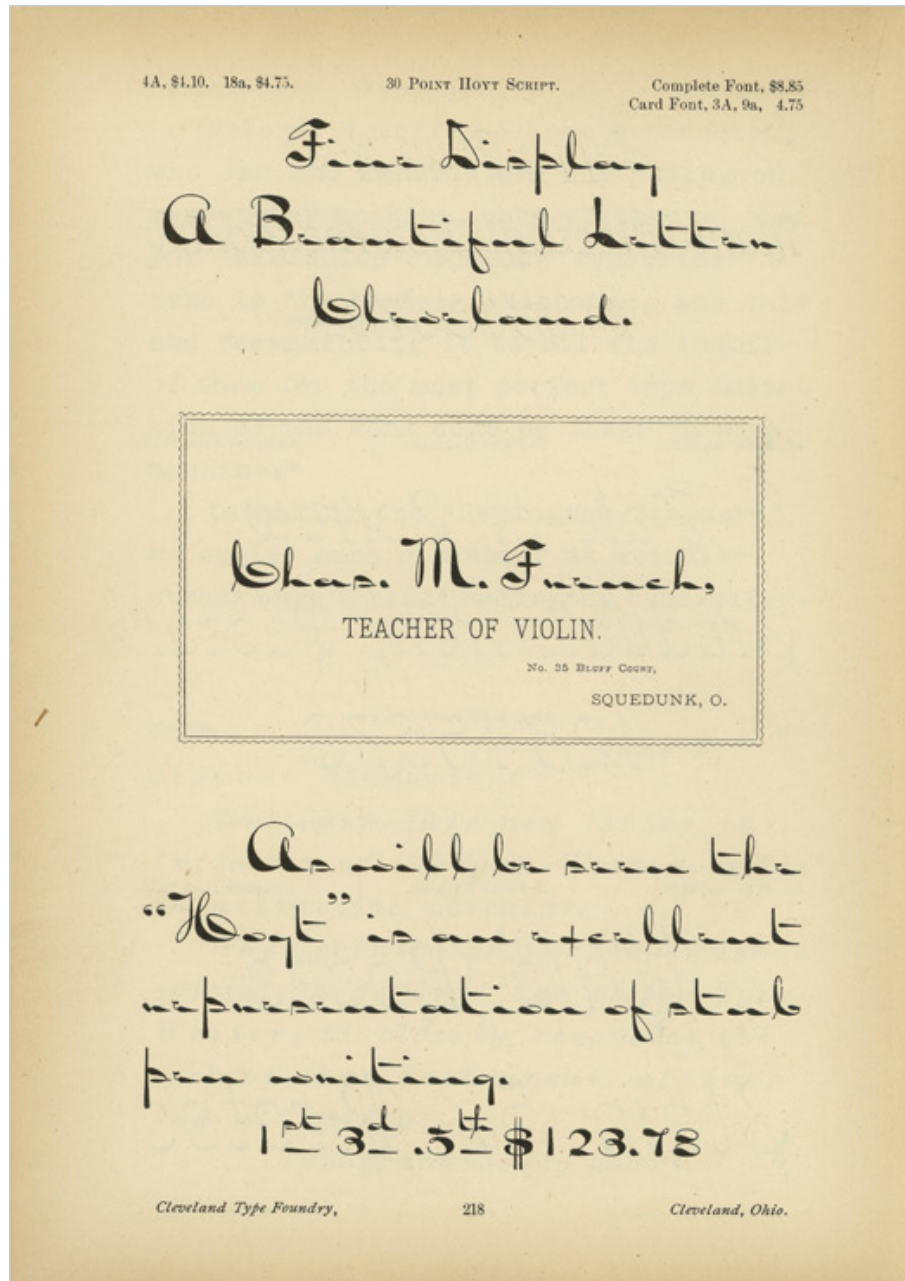 4A, $4.10. 18a, $4.75.
30 Point Hoyt Script.
Complete Font, $8.85
Card Font, 3A, 9a, 4.75
Fine Display
A Beautiful Letter
Cleveland.
Chas. M. French,
TEACHER OF VIOLIN.
No. 35 Bluff Court,
SQUEDUNK, O.
As will be seen the
“Hoyt” is an excellent
representation of stub
pen writing.
1st 3d .5th $123.78
Cleveland Type Foundry,
218
Cleveland, Ohio.